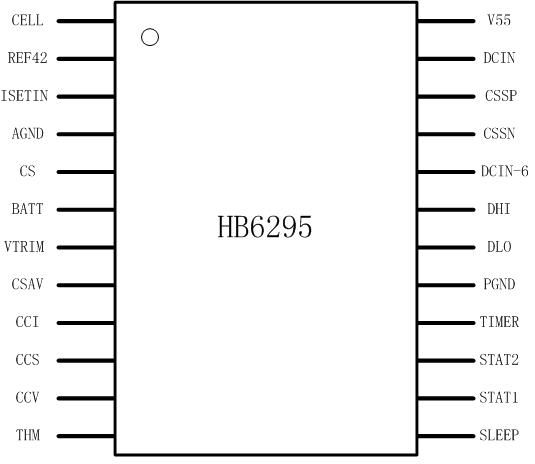 CELL V55
REF42 DCIN
ISETIN CSSP
AGND CSSN
CS DCIN-6
BATT DHI
HB6295
VTRIM DLO
CSAV PGND
CCI TIMER
CCS STAT2
CCV STAT1
THM SLEEP